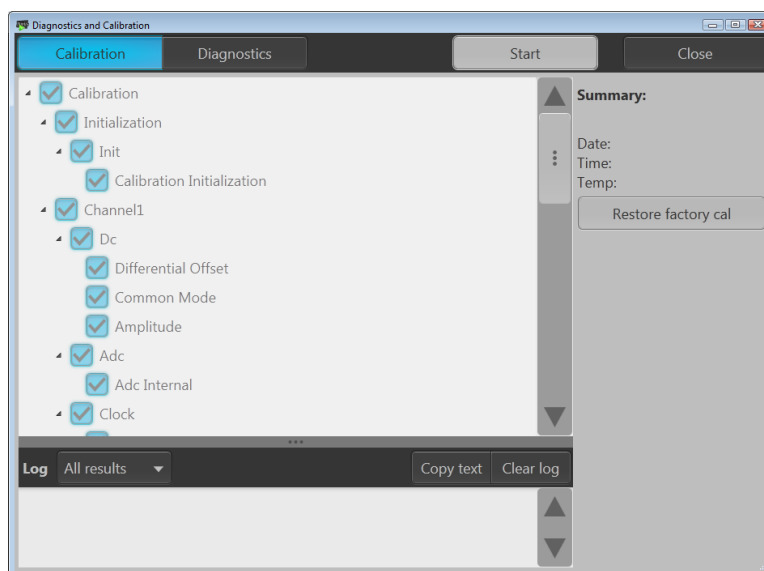 Diagnostics and Calibration
Calibration Diagnostics Start Close
Calibration
Initialization
Init
Calibration Initialization
Channel1
Dc
Differential Offset
Common Mode
Amplitude
Adc
Adc Internal
Clock
Summary:
Date:
Time:
Temp:
Restore factory cal
Log All results Copy text Clear log